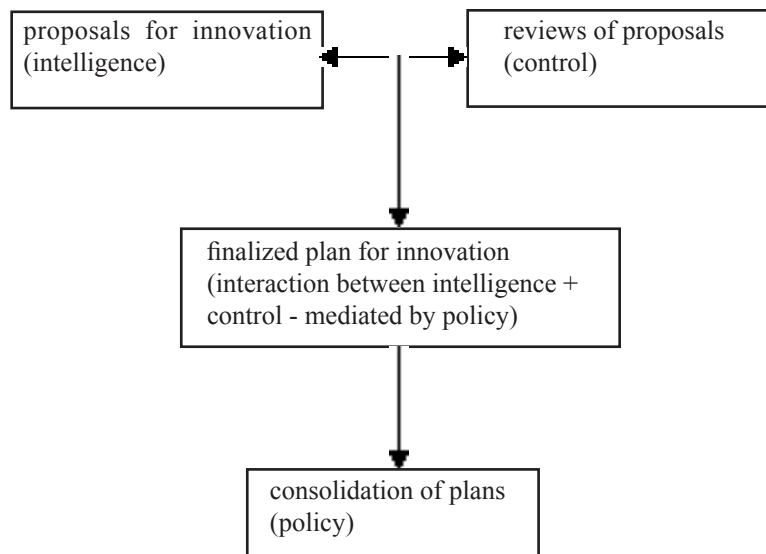 proposals for innovation
(intelligence)
reviews of proposals
(control)
finalized plan for innovation
(interaction between intelligence +
control - mediated by policy)
consolidation of plans
(policy)